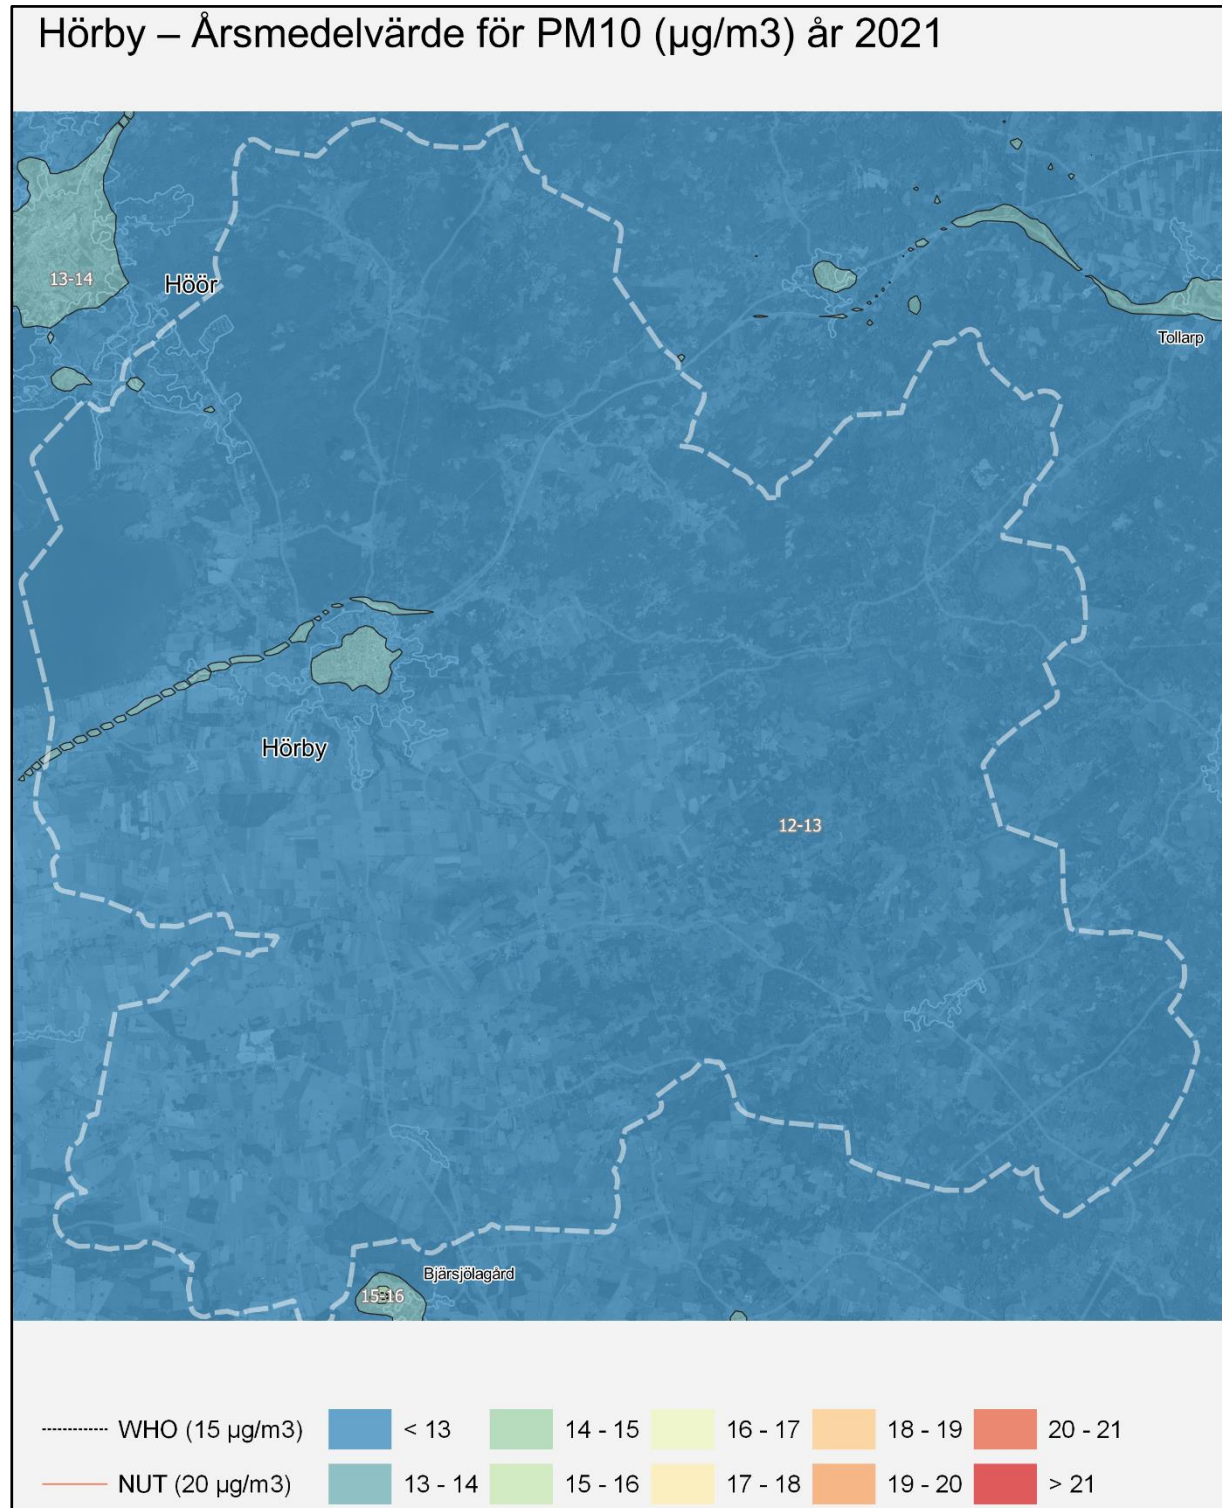 Hörby – Årsmedelvärde för PM10 (µg/m3) år 2021
13-14
Höör
Tollarp
Hörby
12-13
Bjärsjölagård
15-16
WHO (15 µg/m3)
< 13
14 - 15
16 - 17
18 - 19
20 - 21
NUT (20 µg/m3)
13 - 14
15 - 16
17 - 18
19 - 20
> 21